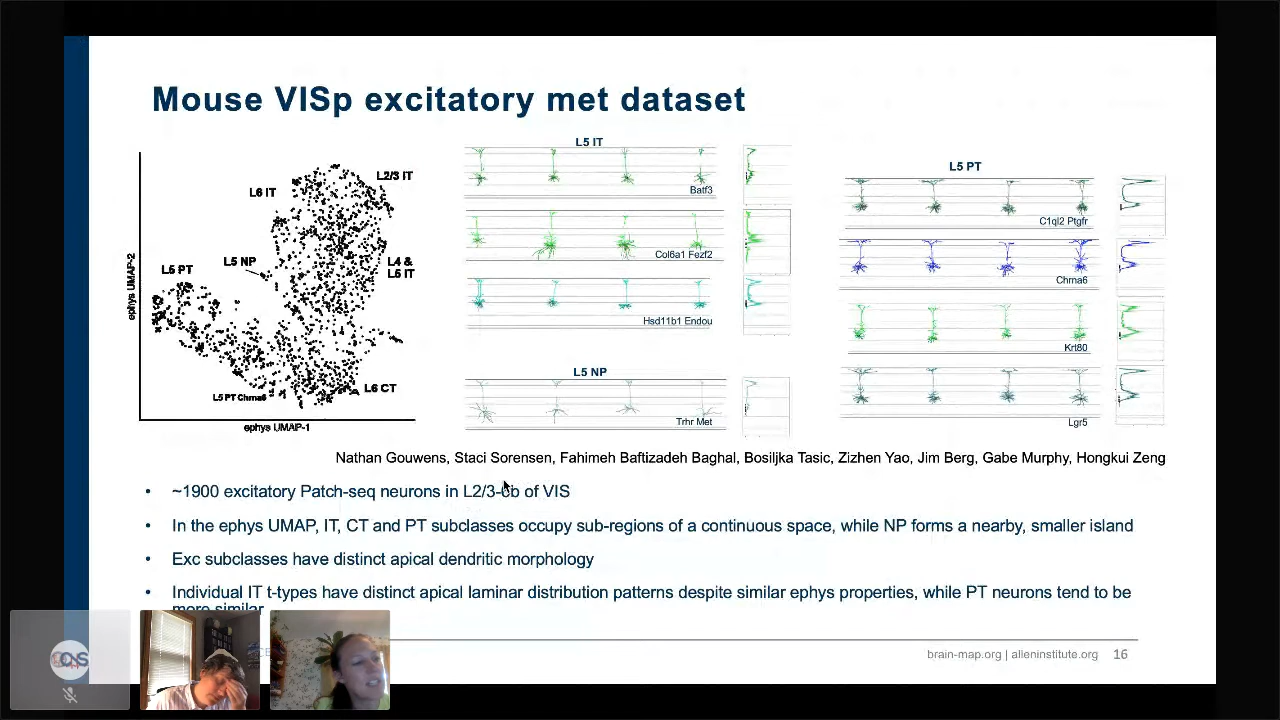 Mouse VISp excitatory met dataset
L5 IT
L5 PT
L2/3 IT
L6 IT
L5 NP
L4 &
L6 IT
L5 PT
L6 CT
L5 PT Chrna6
ephys UMAP-2
ephys UMAP-1
Batf3
Col6a1 Fezf2
Hsd11b1 Endou
L5 NP
Trhr Met
C1ql2 Ptgfr
Chrna6
Krt80
Lgr5
Nathan Gouwens, Staci Sorensen, Fahimeh Baftizadeh Baghal, Bosiljka Tasic, Zizhen Yao, Jim Berg, Gabe Murphy, Hongkui Zeng
• ~1900 excitatory Patch-seq neurons in L2/3-6b of VIS
• In the ephys UMAP, IT, CT and PT subclasses occupy sub-regions of a continuous space, while NP forms a nearby, smaller island
• Exc subclasses have distinct apical dendritic morphology
• Individual IT t-types have distinct apical laminar distribution patterns despite similar ephys properties, while PT neurons tend to be
more similar
brain-map.org | alleninstitute.org 16